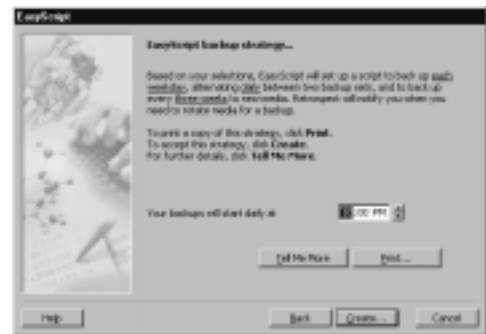 EasyScript
EasyScript backup strategy...
Based on your selections, EasyScript will set up a script to back up each
weekday, alternating daily between two backup sets, and to back up
every three weeks to new media. Retrospect will notify you when you
need to rotate media for a backup.
To print a copy of this strategy, click Print.
To accept this strategy, click Create.
For further details, click Tell Me More.
Your backups will start daily at: :00 PM
Tell Me More Print...
Help Back Create... Cancel